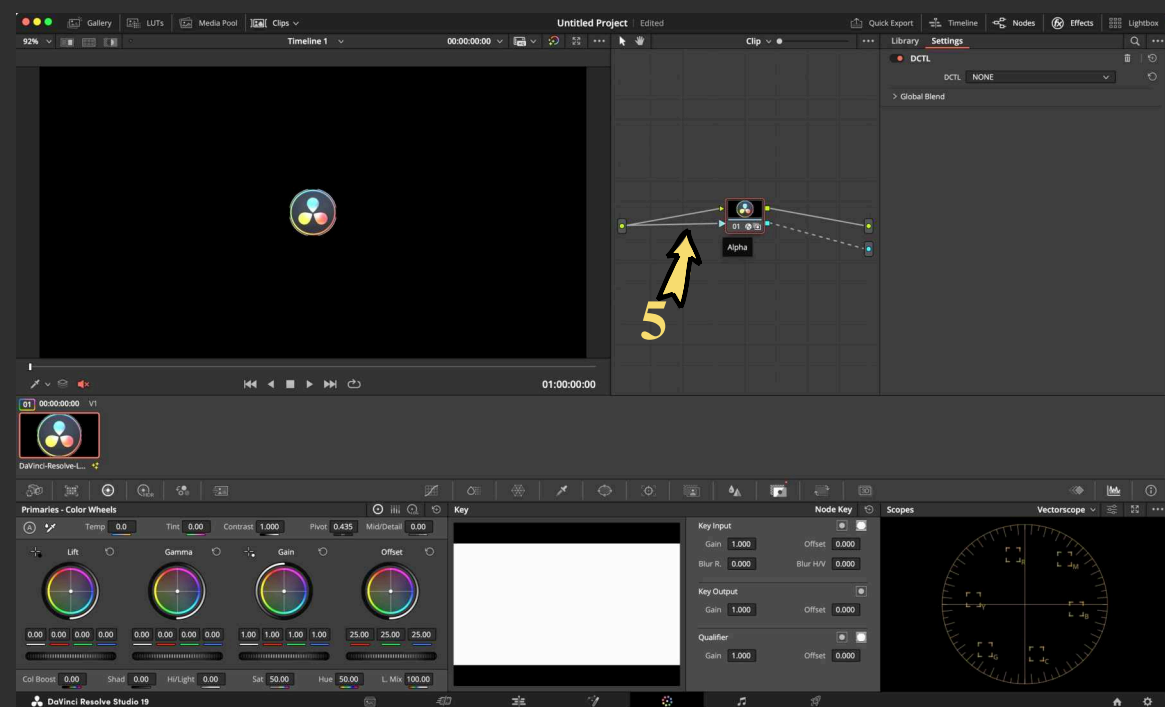 Gallery LUTs Media Pool Clips Untitled Project Edited Quick Export Timeline Nodes Effects Lightbox
92% Timeline 1 00:00:00:00 Clip Library Settings
DCTL
DCTL NONE
Global Blend
01
Alpha
5
01:00:00:00
01 00:00:00:00 V1
DaVinci-Resolve-L...
Primaries - Color Wheels Key Node Key Scopes Vectorscope
Temp 0.0 Tint 0.00 Contrast 1.000 Pivot 0.435 Mid/Detail 0.00 Key Input
Gain 1.000 Offset 0.000
Lift Gamma Gain Offset Blur R. 0.000 Blur H/V 0.000
Key Output
Gain 1.000 Offset 0.000
0.00 0.00 0.00 0.00 0.00 0.00 0.00 0.00 1.00 1.00 1.00 1.00 25.00 25.00 25.00 Qualifier
Gain 1.000 Offset 0.000
Col Boost 0.00 Shad 0.00 Hi/Light 0.00 Sat 50.00 Hue 50.00 L. Mix 100.00
R M Y B G C
DaVinci Resolve Studio 19